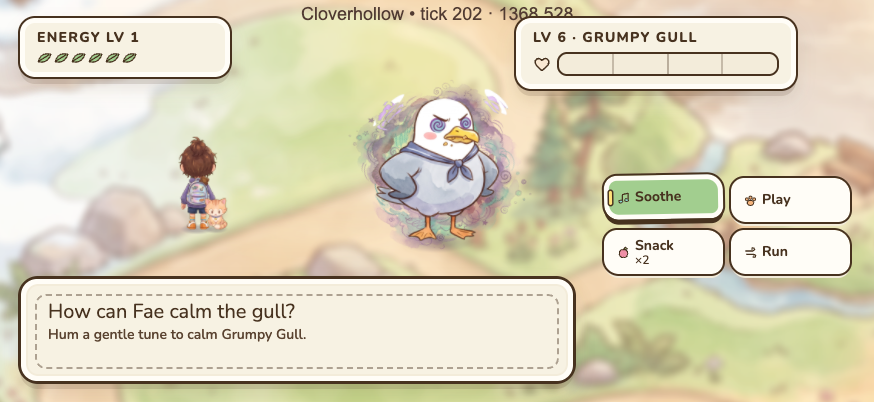 Cloverhollow • tick 202 · 1368,528
ENERGY LV 1
LV 6 · GRUMPY GULL
Soothe
Play
Snack
×2
Run
How can Fae calm the gull?
Hum a gentle tune to calm Grumpy Gull.